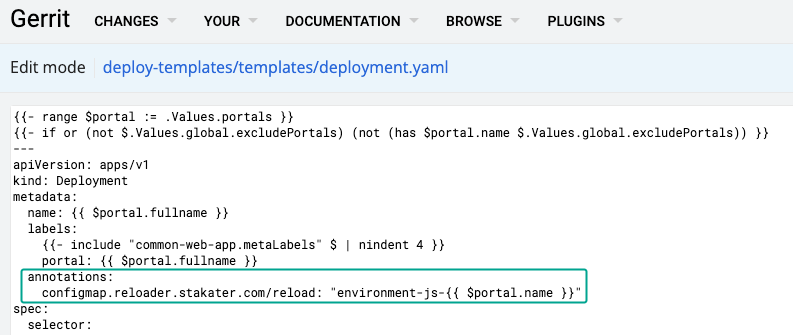 Gerrit CHANGES YOUR DOCUMENTATION BROWSE PLUGINS
Edit mode deploy-templates/templates/deployment.yaml
{{- range $portal := .Values.portals }}
{{- if or (not $.Values.global.excludePortals) (not (has $portal.name $.Values.global.excludePortals)) }}
---
apiVersion: apps/v1
kind: Deployment
metadata:
  name: {{ $portal.fullname }}
  labels:
    {{- include "common-web-app.metaLabels" $ | nindent 4 }}
    portal: {{ $portal.fullname }}
  annotations:
    configmap.reloader.stakater.com/reload: "environment-js-{{ $portal.name }}"
spec:
  selector: